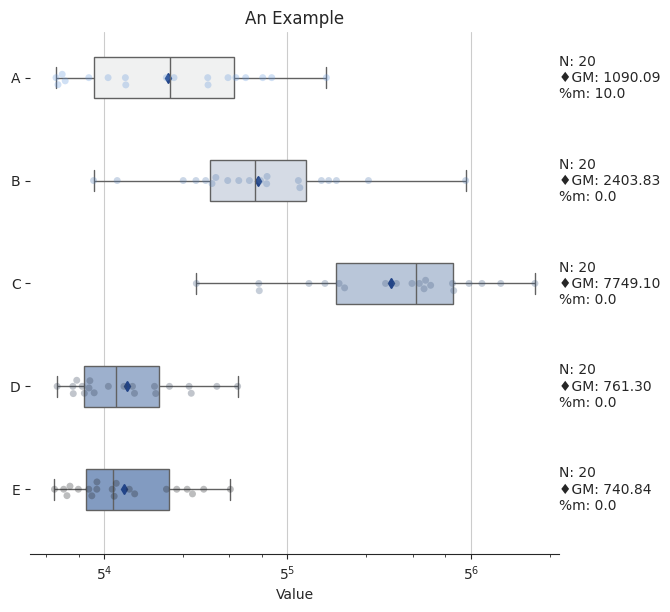 An Example
A
N: 20
♦GM: 1090.09
%m: 10.0
B
N: 20
♦GM: 2403.83
%m: 0.0
C
N: 20
♦GM: 7749.10
%m: 0.0
D
N: 20
♦GM: 761.30
%m: 0.0
E
N: 20
♦GM: 740.84
%m: 0.0
5⁴ 5⁵ 5⁶
Value